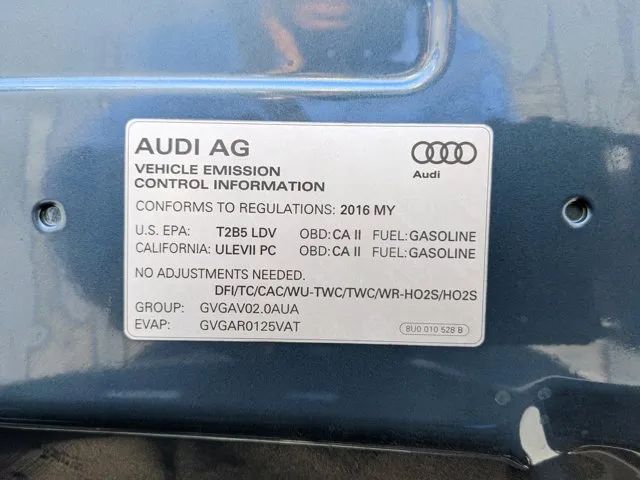 AUDI AG
Audi
VEHICLE EMISSION
CONTROL INFORMATION
CONFORMS TO REGULATIONS: 2016 MY
U.S. EPA: T2B5 LDV OBD: CA II FUEL: GASOLINE
CALIFORNIA: ULEVII PC OBD: CA II FUEL: GASOLINE
NO ADJUSTMENTS NEEDED.
DFI/TC/CAC/WU-TWC/TWC/WR-HO2S/HO2S
GROUP: GVGAV02.0AUA
EVAP: GVGAR0125VAT
8U0 010 528 B